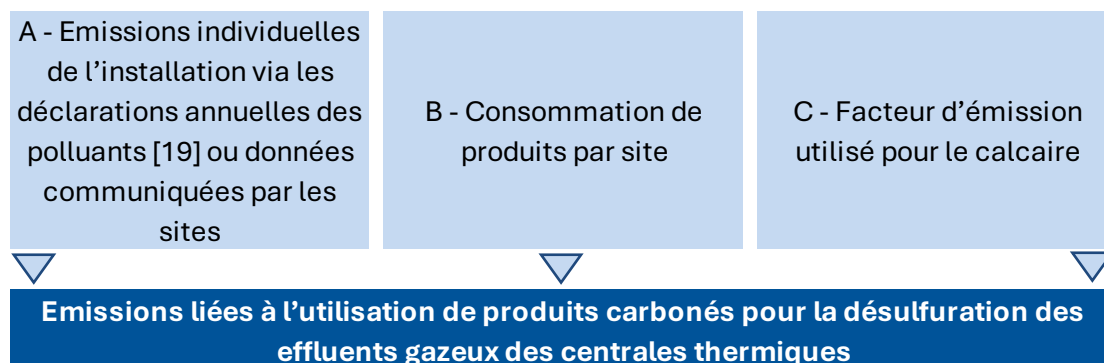 A - Emissions individuelles
de l’installation via les
déclarations annuelles des
polluants [19] ou données
communiquées par les
sites
B - Consommation de
produits par site
C - Facteur d’émission
utilisé pour le calcaire
Emissions liées à l’utilisation de produits carbonés pour la désulfuration des
effluents gazeux des centrales thermiques